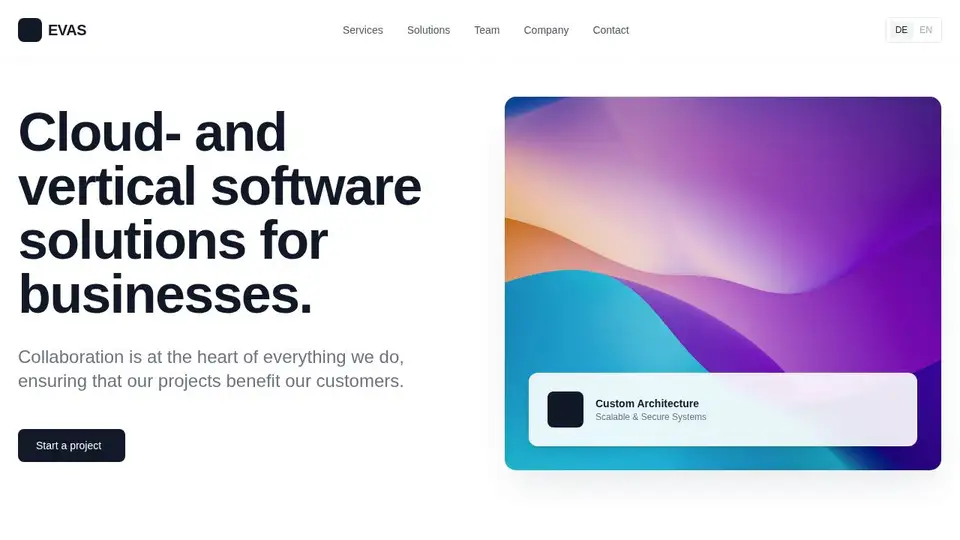 EVAS
Services
Solutions
Team
Company
Contact
DE
EN
Cloud- and
vertical software
solutions for
businesses.
Collaboration is at the heart of everything we do,
ensuring that our projects benefit our customers.
Start a project
Custom Architecture
Scalable & Secure Systems